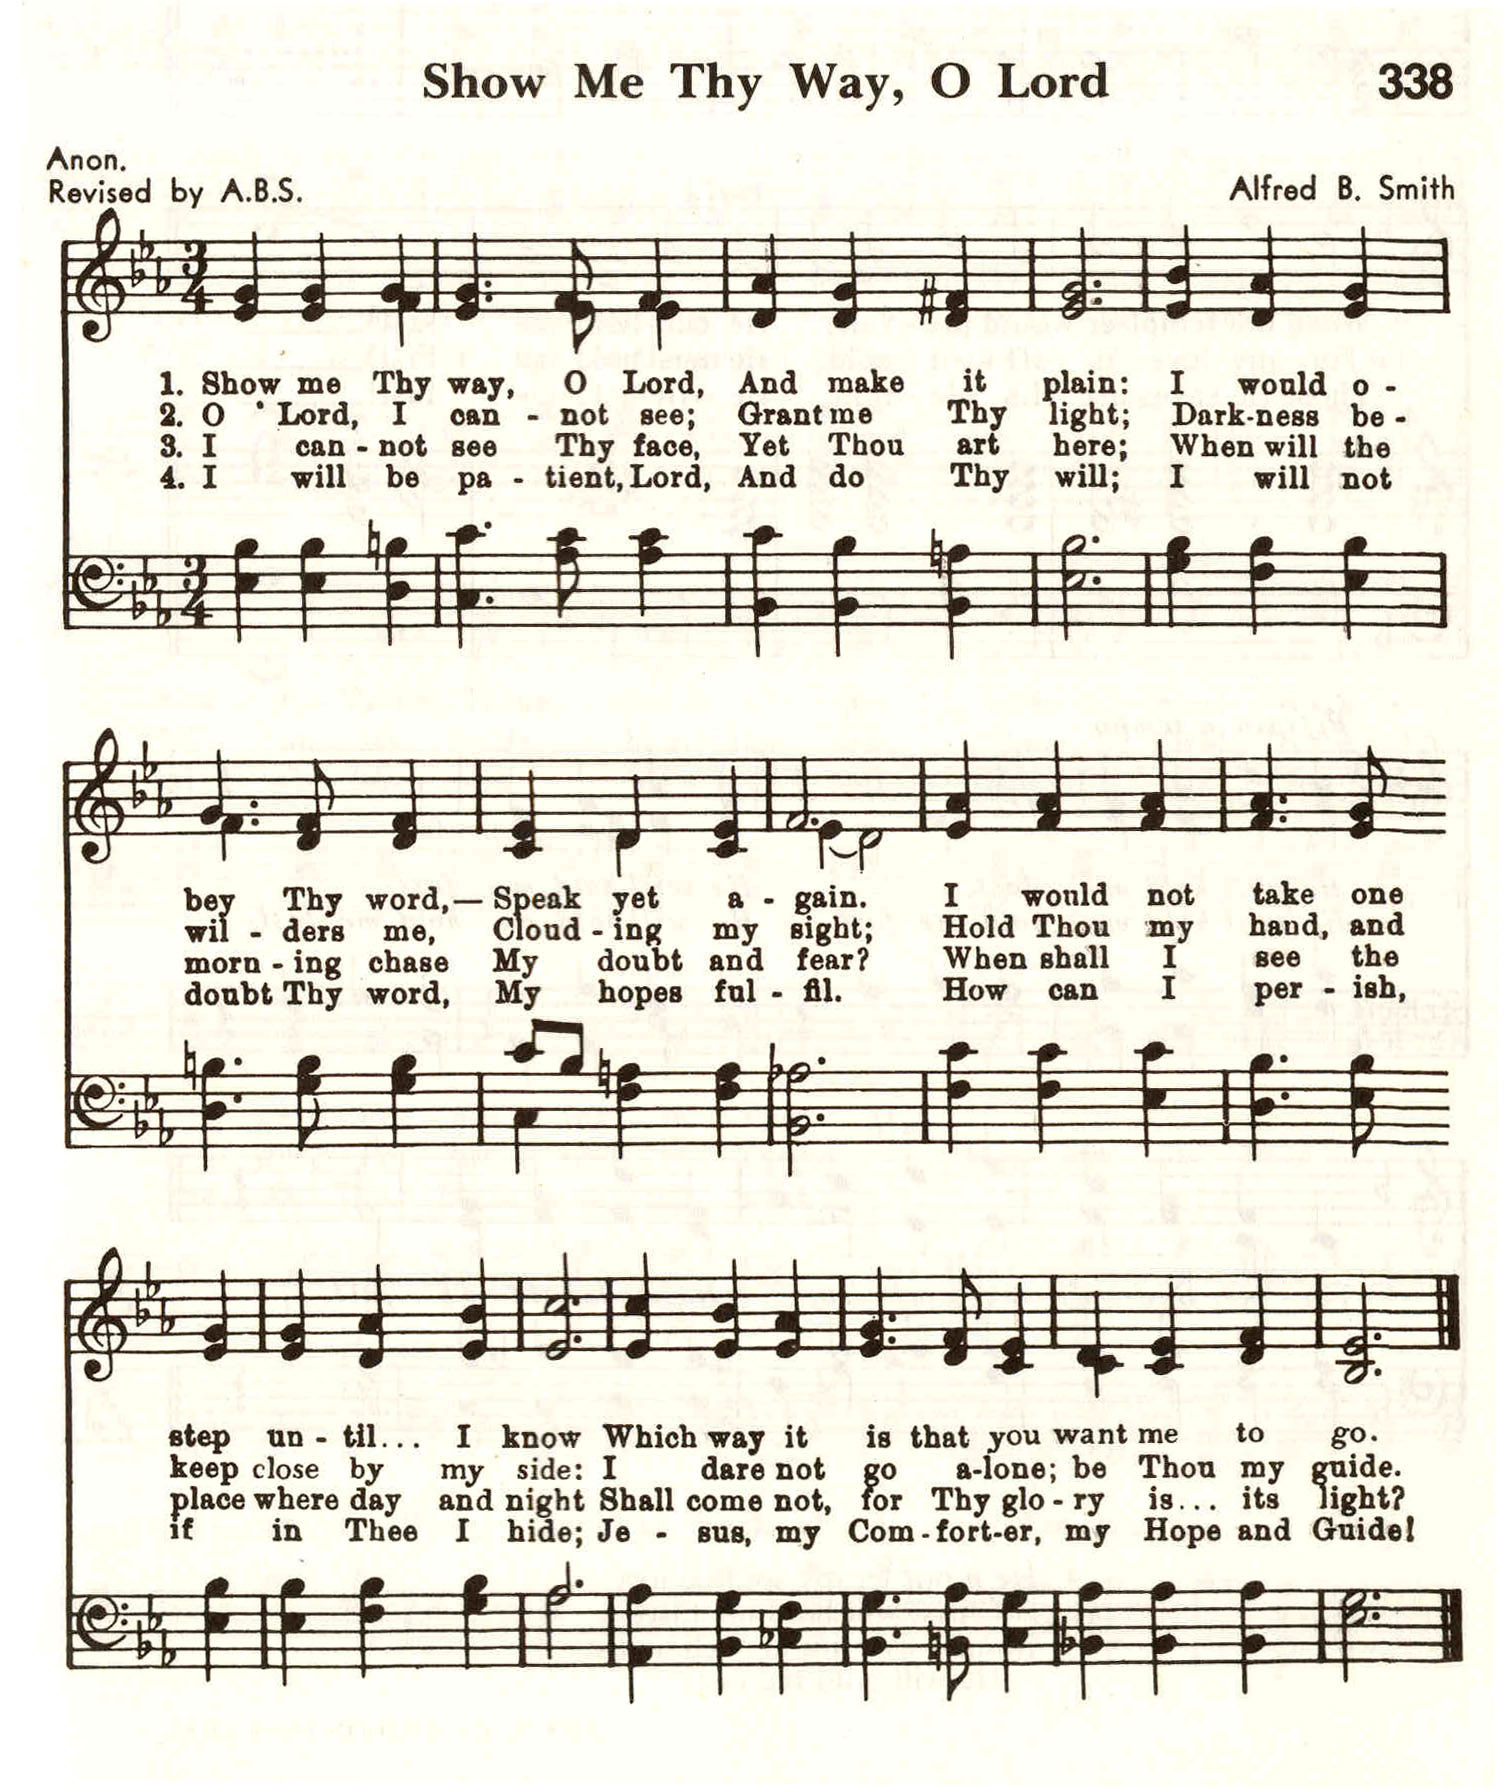 Show Me Thy Way, O Lord 338
Anon.
Revised by A.B.S. Alfred B. Smith
3 4
1. Show me Thy way, O Lord, And make it plain: I would o -
2. O Lord, I can - not see; Grant me Thy light; Dark-ness be -
3. I can - not see Thy face, Yet Thou art here; When will the
4. I will be pa - tient, Lord, And do Thy will; I will not
3 4
bey Thy word,— Speak yet a - gain. I would not take one
wil - ders me, Cloud - ing my sight; Hold Thou my hand, and
morn - ing chase My doubt and fear? When shall I see the
doubt Thy word, My hopes ful - fil. How can I per - ish,
step un - til... I know Which way it is that you want me to go.
keep close by my side: I dare not go a-lone; be Thou my guide.
place where day and night Shall come not, for Thy glo - ry is... its light?
if in Thee I hide; Je - sus, my Com - fort-er, my Hope and Guide!